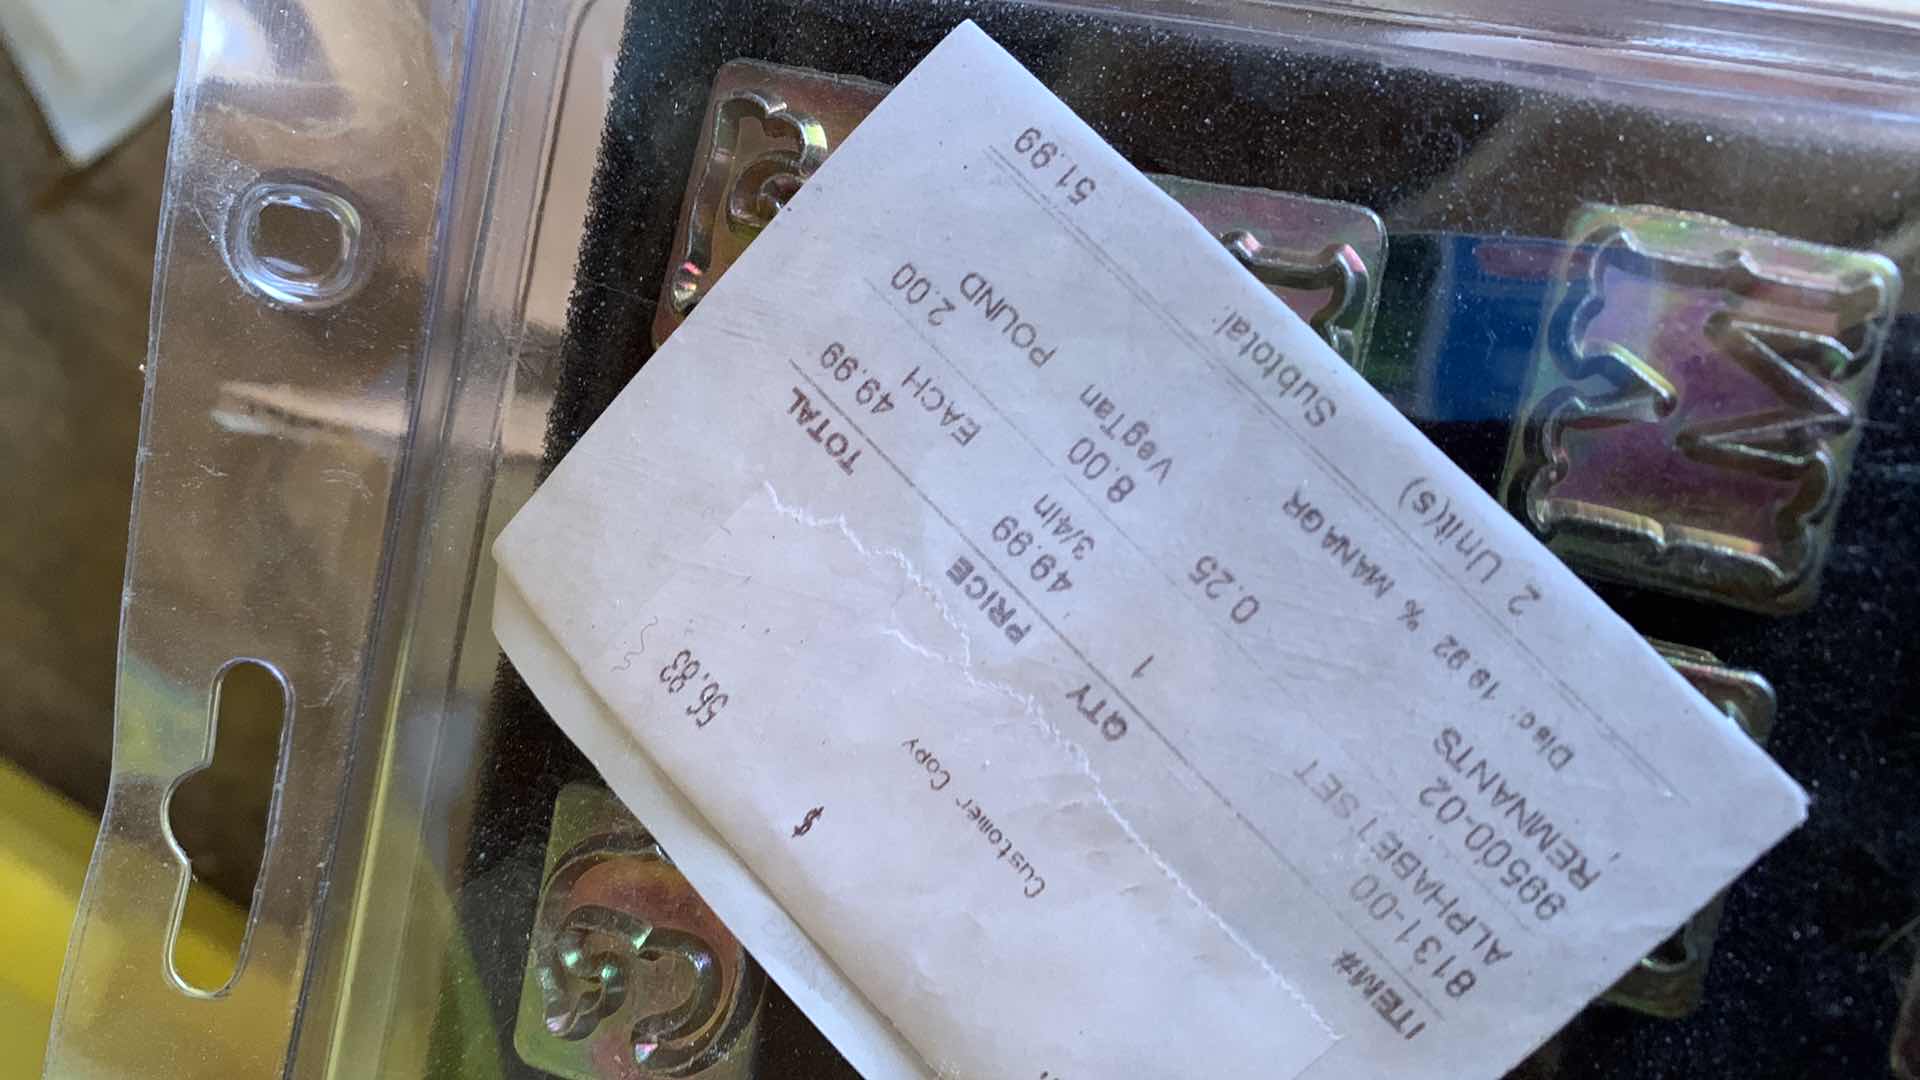 $ 56.83
Customer Copy
ITEM# QTY PRICE TOTAL
8131-00 1 49.99 49.99
ALPHABET SET 3/4in EACH
99500-02 0.25 8.00 2.00
REMNANTS VegTan POUND
Disc: 19.92 % MANAGR
2 Unit(s) Subtotal: 51.99